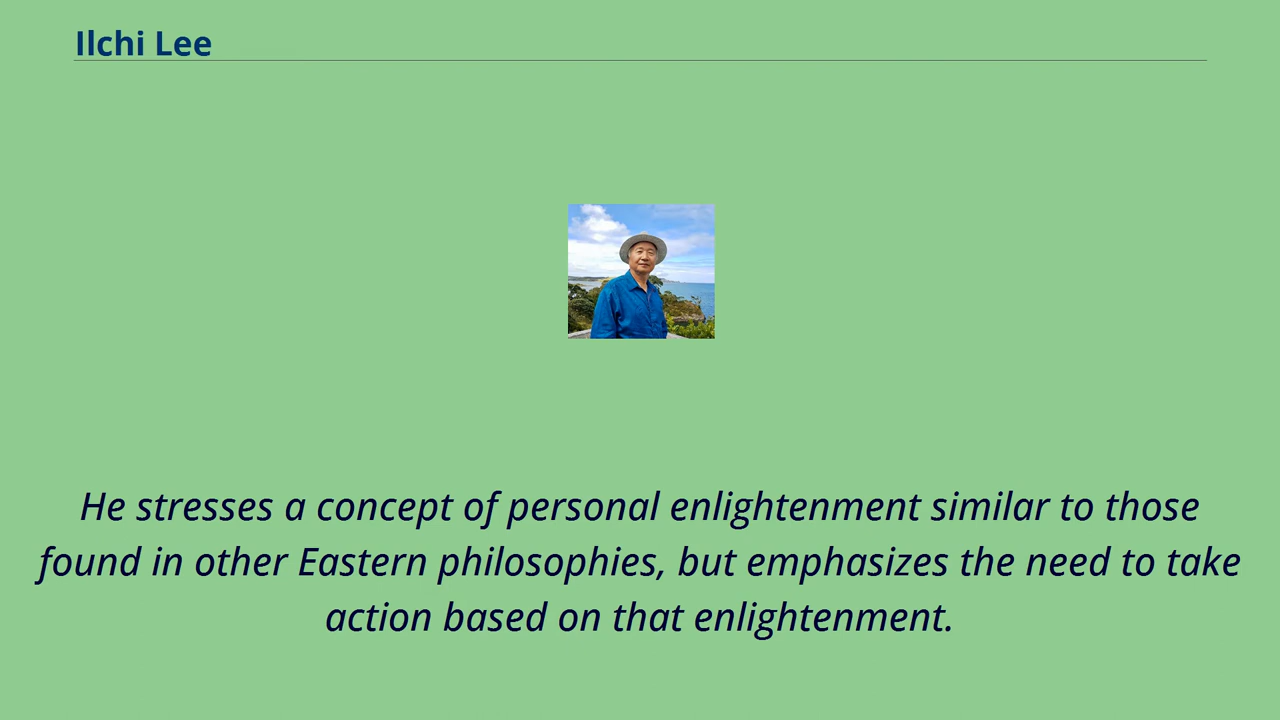 Ilchi Lee
He stresses a concept of personal enlightenment similar to those
found in other Eastern philosophies, but emphasizes the need to take
action based on that enlightenment.